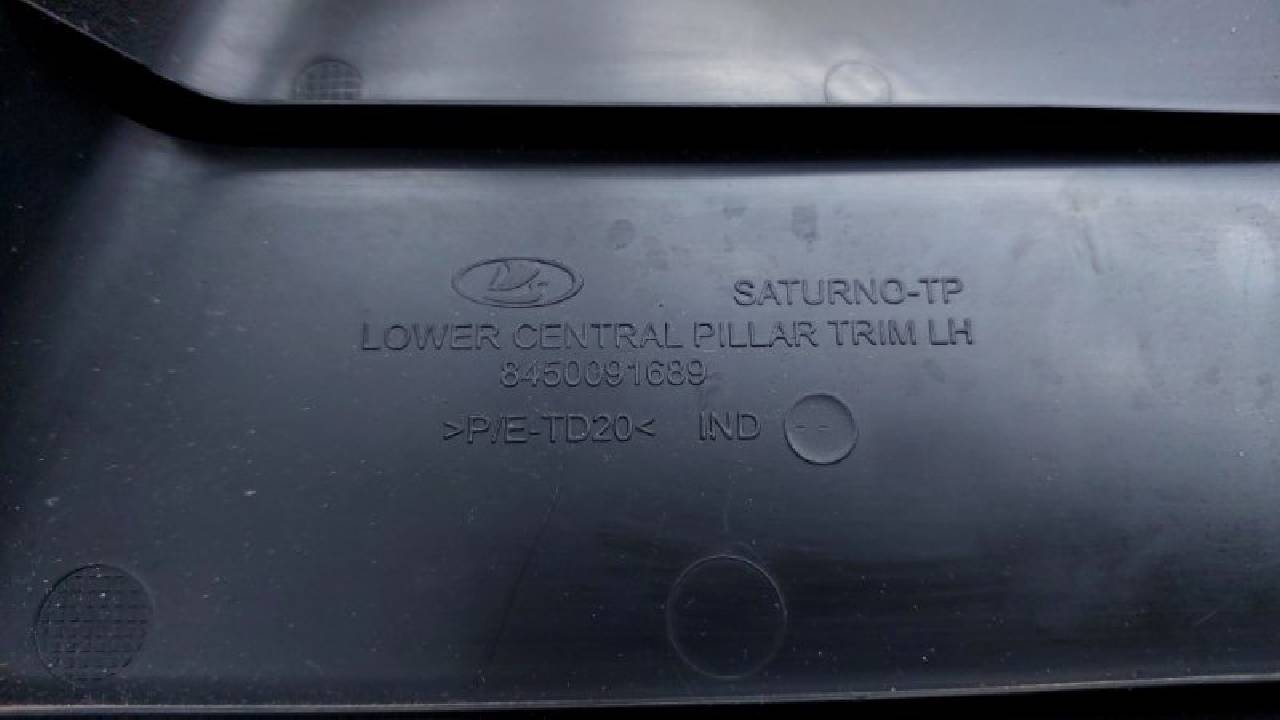 SATURNO-TP
LOWER CENTRAL PILLAR TRIM LH
8450091689
>P/E-TD20< IND